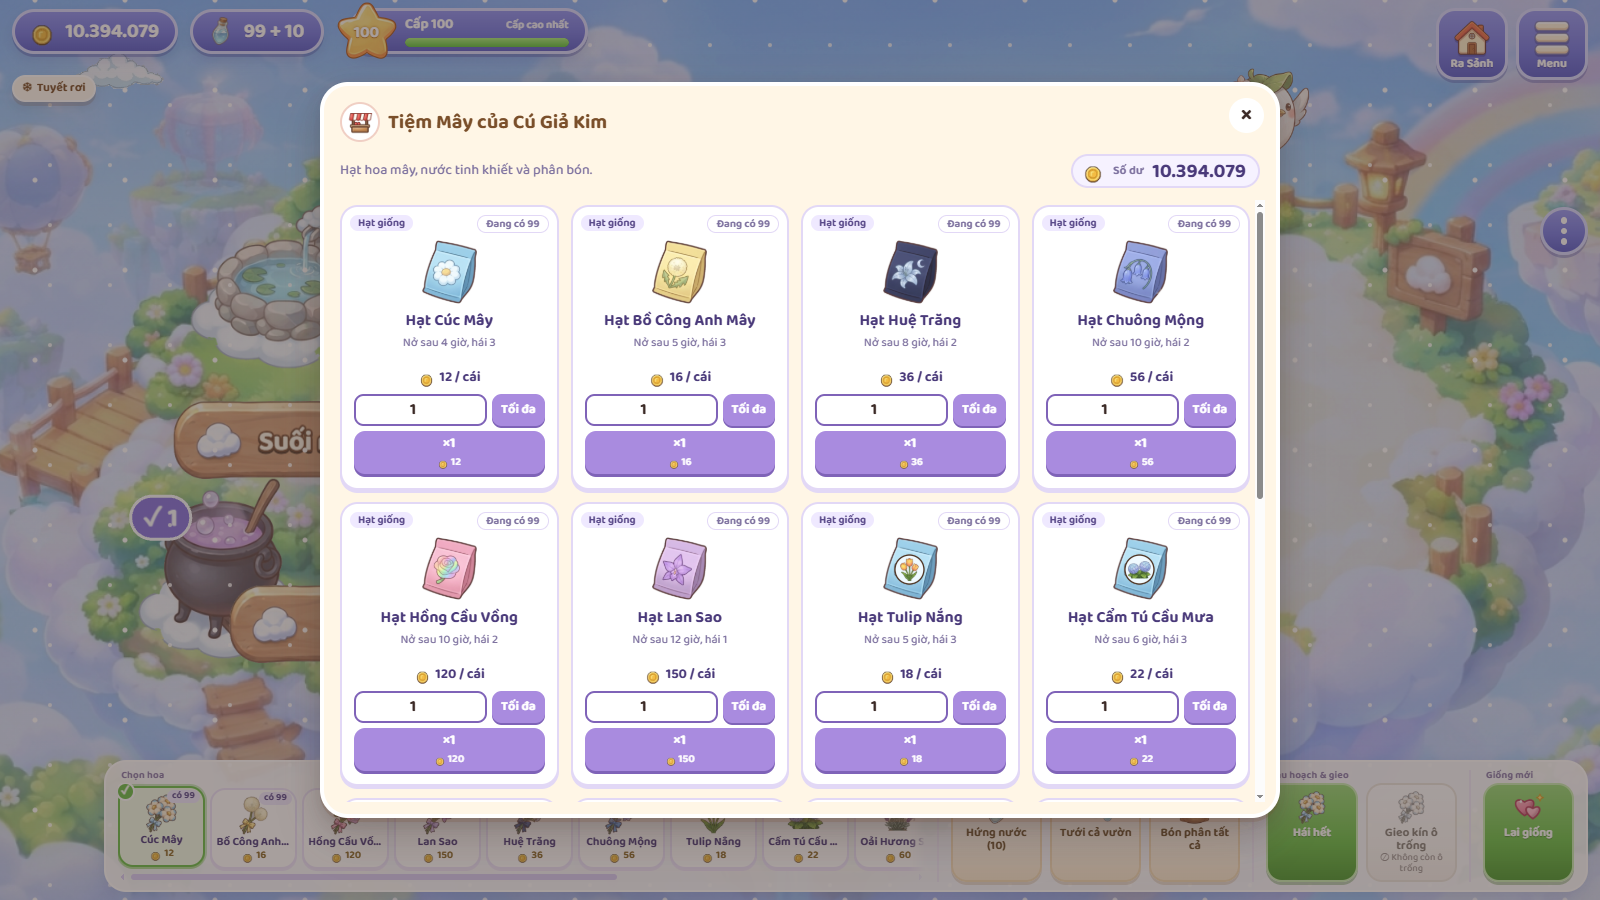 10.394.079
99 + 10
100
Cấp 100
Cấp cao nhất
Ra Sảnh
Menu
❄ Tuyết rơi
Tiệm Mây của Cú Giả Kim
×
Hạt hoa mây, nước tinh khiết và phân bón.
Số dư 10.394.079
Hạt giống
Đang có 99
Hạt Cúc Mây
Nở sau 4 giờ, hái 3
12 / cái
1
Tối đa
×1
12
Hạt giống
Đang có 99
Hạt Bồ Công Anh Mây
Nở sau 5 giờ, hái 3
16 / cái
1
Tối đa
×1
16
Hạt giống
Đang có 99
Hạt Huệ Trăng
Nở sau 8 giờ, hái 2
36 / cái
1
Tối đa
×1
36
Hạt giống
Đang có 99
Hạt Chuông Mộng
Nở sau 10 giờ, hái 2
56 / cái
1
Tối đa
×1
56
Hạt giống
Đang có 99
Hạt Hồng Cầu Vồng
Nở sau 10 giờ, hái 2
120 / cái
1
Tối đa
×1
120
Hạt giống
Đang có 99
Hạt Lan Sao
Nở sau 12 giờ, hái 1
150 / cái
1
Tối đa
×1
150
Hạt giống
Đang có 99
Hạt Tulip Nắng
Nở sau 5 giờ, hái 3
18 / cái
1
Tối đa
×1
18
Hạt giống
Đang có 99
Hạt Cẩm Tú Cầu Mưa
Nở sau 6 giờ, hái 3
22 / cái
1
Tối đa
×1
22
Suối
✓1
Chọn hoa
có 99
Cúc Mây
12
có 99
Bồ Công Anh...
16
Hồng Cầu Vồ...
120
Lan Sao
150
Huệ Trăng
36
Chuông Mộng
56
Tulip Nắng
18
Cẩm Tú Cầu ...
22
Oải Hương
60
Hứng nước
(10)
Tưới cả vườn
Bón phân tất
cả
hoạch & gieo
Hái hết
Gieo kín ô
trống
Không còn ô
trống
Giống mới
Lai giống